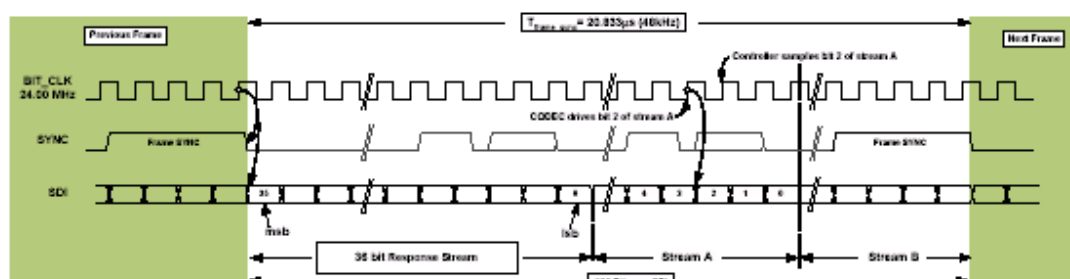 T frame_sync = 20.833µs (48kHz)
Previous Frame
Next Frame
Controller samples bit 2 of stream A
BIT_CLK
24.00 MHz
CODEC drives bit 2 of stream A
SYNC
Frame SYNC
Frame SYNC
SDI
35
0
4
3
2
1
0
msb
lsb
36 bit Response Stream
Stream A
Stream B